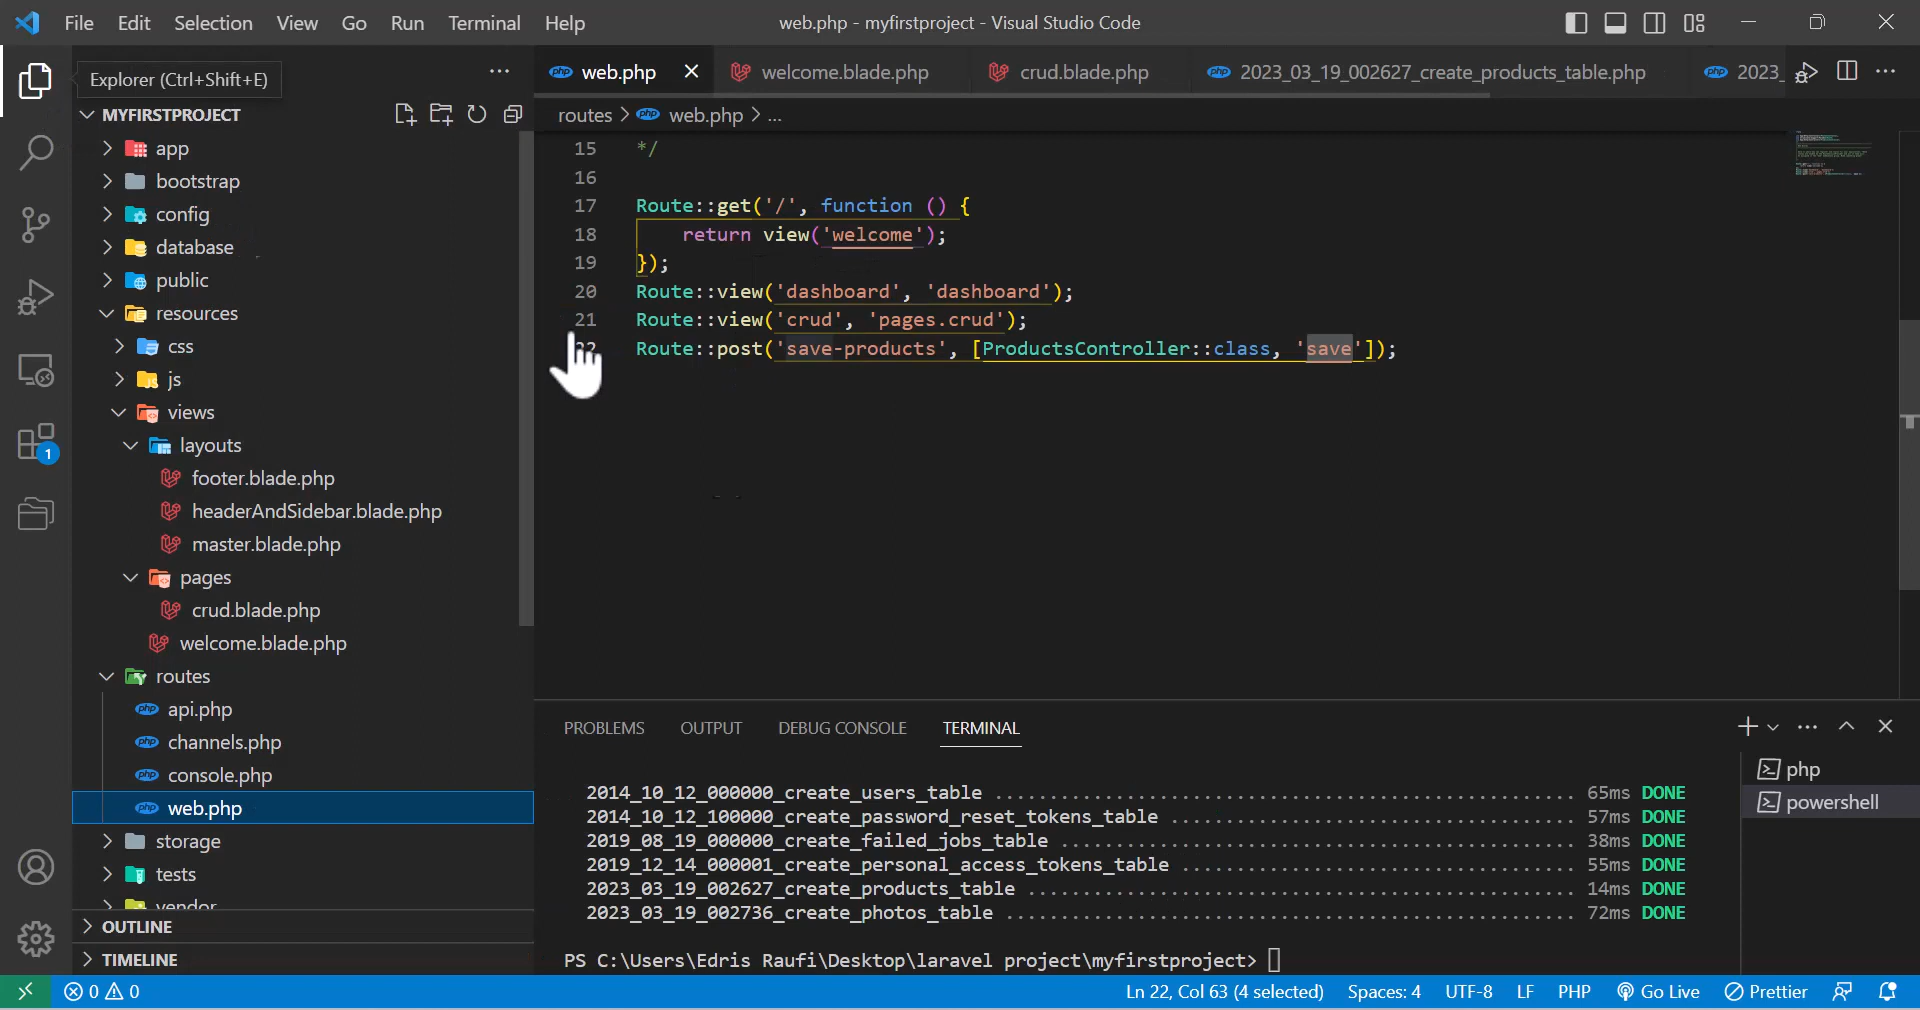 File Edit Selection View Go Run Terminal Help
web.php - myfirstproject - Visual Studio Code
Explorer (Ctrl+Shift+E)
web.php
welcome.blade.php
crud.blade.php
2023_03_19_002627_create_products_table.php
2023_
MYFIRSTPROJECT
routes > web.php > ...
app
bootstrap
config
database
public
resources
css
js
views
layouts
footer.blade.php
headerAndSidebar.blade.php
master.blade.php
pages
crud.blade.php
welcome.blade.php
routes
api.php
channels.php
console.php
web.php
storage
tests
vendor
OUTLINE
TIMELINE
1
15 */
16
17 Route::get('/', function () {
18 return view('welcome');
19 });
20 Route::view('dashboard', 'dashboard');
21 Route::view('crud', 'pages.crud');
22 Route::post('save-products', [ProductsController::class, 'save']);
PROBLEMS OUTPUT DEBUG CONSOLE TERMINAL
php
powershell
2014_10_12_000000_create_users_table ........ 65ms DONE
2014_10_12_100000_create_password_reset_tokens_table ........ 57ms DONE
2019_08_19_000000_create_failed_jobs_table ........ 38ms DONE
2019_12_14_000001_create_personal_access_tokens_table ........ 55ms DONE
2023_03_19_002627_create_products_table ........ 14ms DONE
2023_03_19_002736_create_photos_table ........ 72ms DONE
PS C:\Users\Edris Raufi\Desktop\laravel project\myfirstproject>
0 0
Ln 22, Col 63 (4 selected) Spaces: 4 UTF-8 LF PHP Go Live Prettier